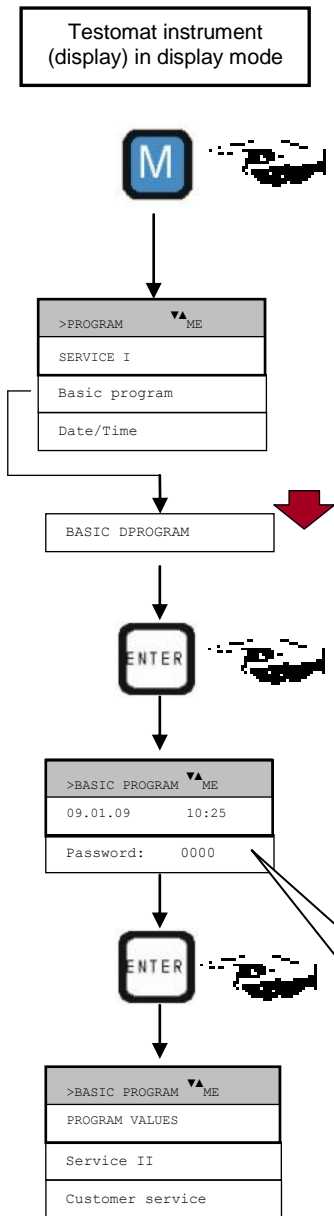 Testomat instrument
(display) in display mode
M
>PROGRAM ▼▲ME
SERVICE I
Basic program
Date/Time
BASIC DPROGRAM
ENTER
>BASIC PROGRAM ▼▲ME
09.01.09 10:25
Password: 0000
ENTER
>BASIC PROGRAM ▼▲ME
PROGRAM VALUES
Service II
Customer service